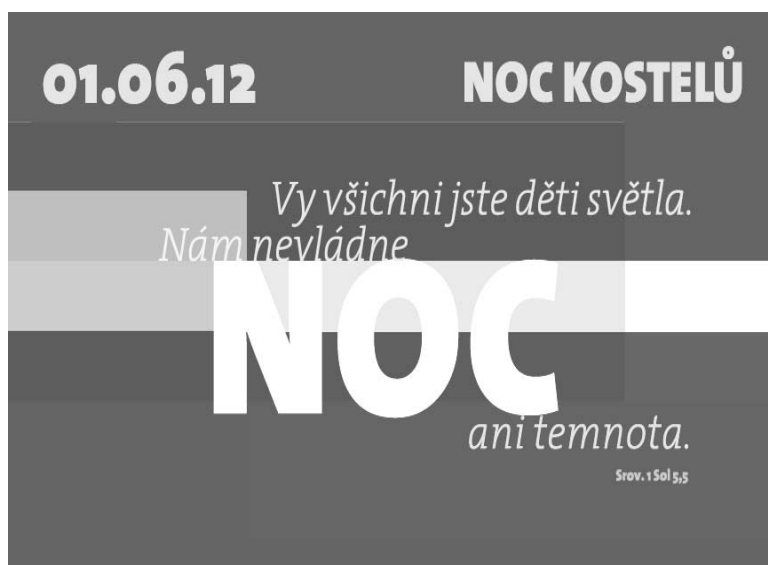 01.06.12 NOC KOSTELŮ
Vy všichni jste děti světla.
Nám nevládne
NOC
ani temnota.
Srov. 1 Sol 5,5